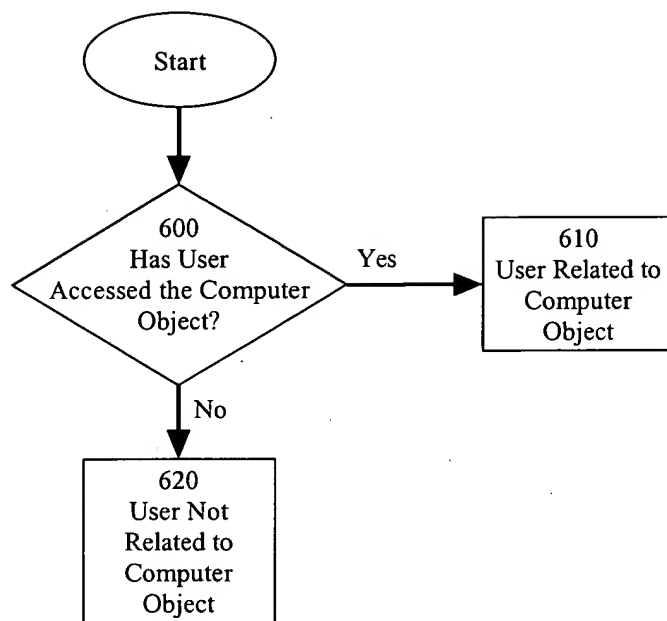 Start
600
Has User
Accessed the Computer
Object?
Yes
610
User Related to
Computer
Object
No
620
User Not
Related to
Computer
Object